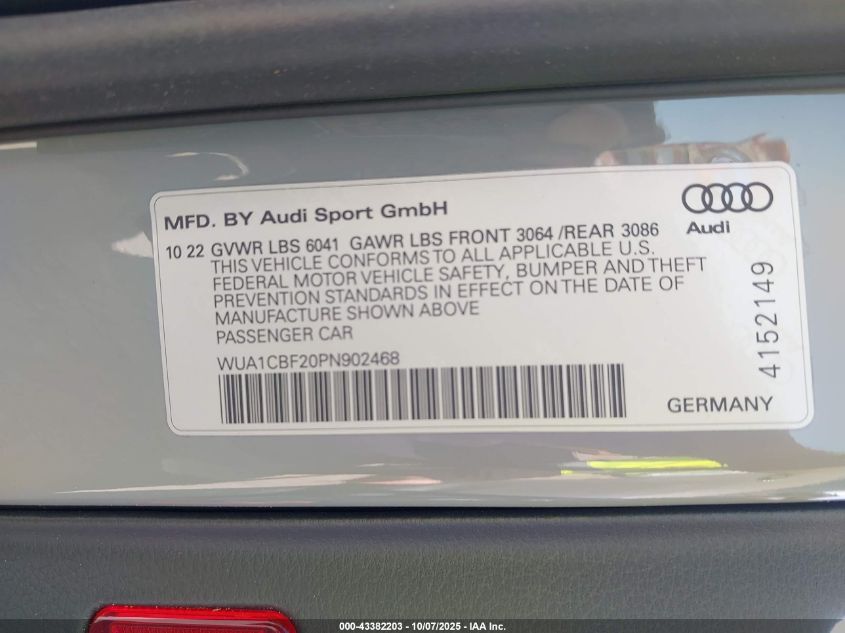 MFD. BY Audi Sport GmbH
Audi
10 22 GVWR LBS 6041 GAWR LBS FRONT 3064 /REAR 3086
THIS VEHICLE CONFORMS TO ALL APPLICABLE U.S.
FEDERAL MOTOR VEHICLE SAFETY, BUMPER AND THEFT
PREVENTION STANDARDS IN EFFECT ON THE DATE OF
MANUFACTURE SHOWN ABOVE
PASSENGER CAR
WUA1CBF20PN902468
4152149
GERMANY
000-43382203 - 10/07/2025 - IAA Inc.